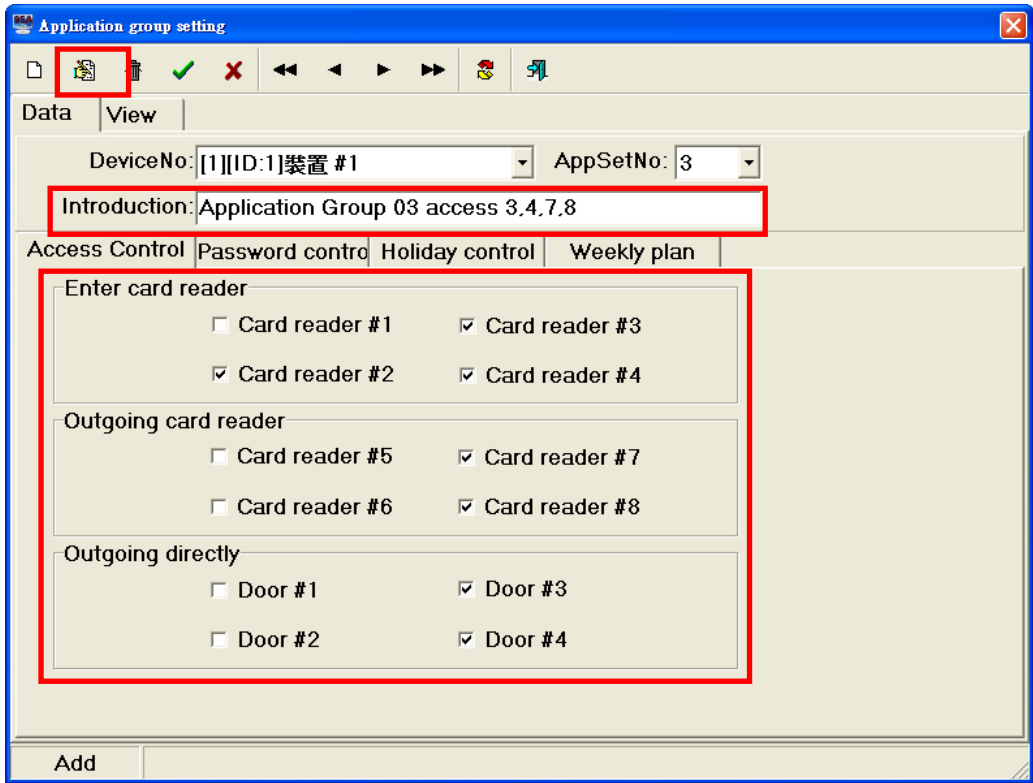 Application group setting
Data View
DeviceNo: [1][ID:1]裝置 #1 AppSetNo: 3
Introduction: Application Group 03 access 3,4,7,8
Access Control Password contro Holiday control Weekly plan
Enter card reader
Card reader #1 Card reader #3
Card reader #2 Card reader #4
Outgoing card reader
Card reader #5 Card reader #7
Card reader #6 Card reader #8
Outgoing directly
Door #1 Door #3
Door #2 Door #4
Add